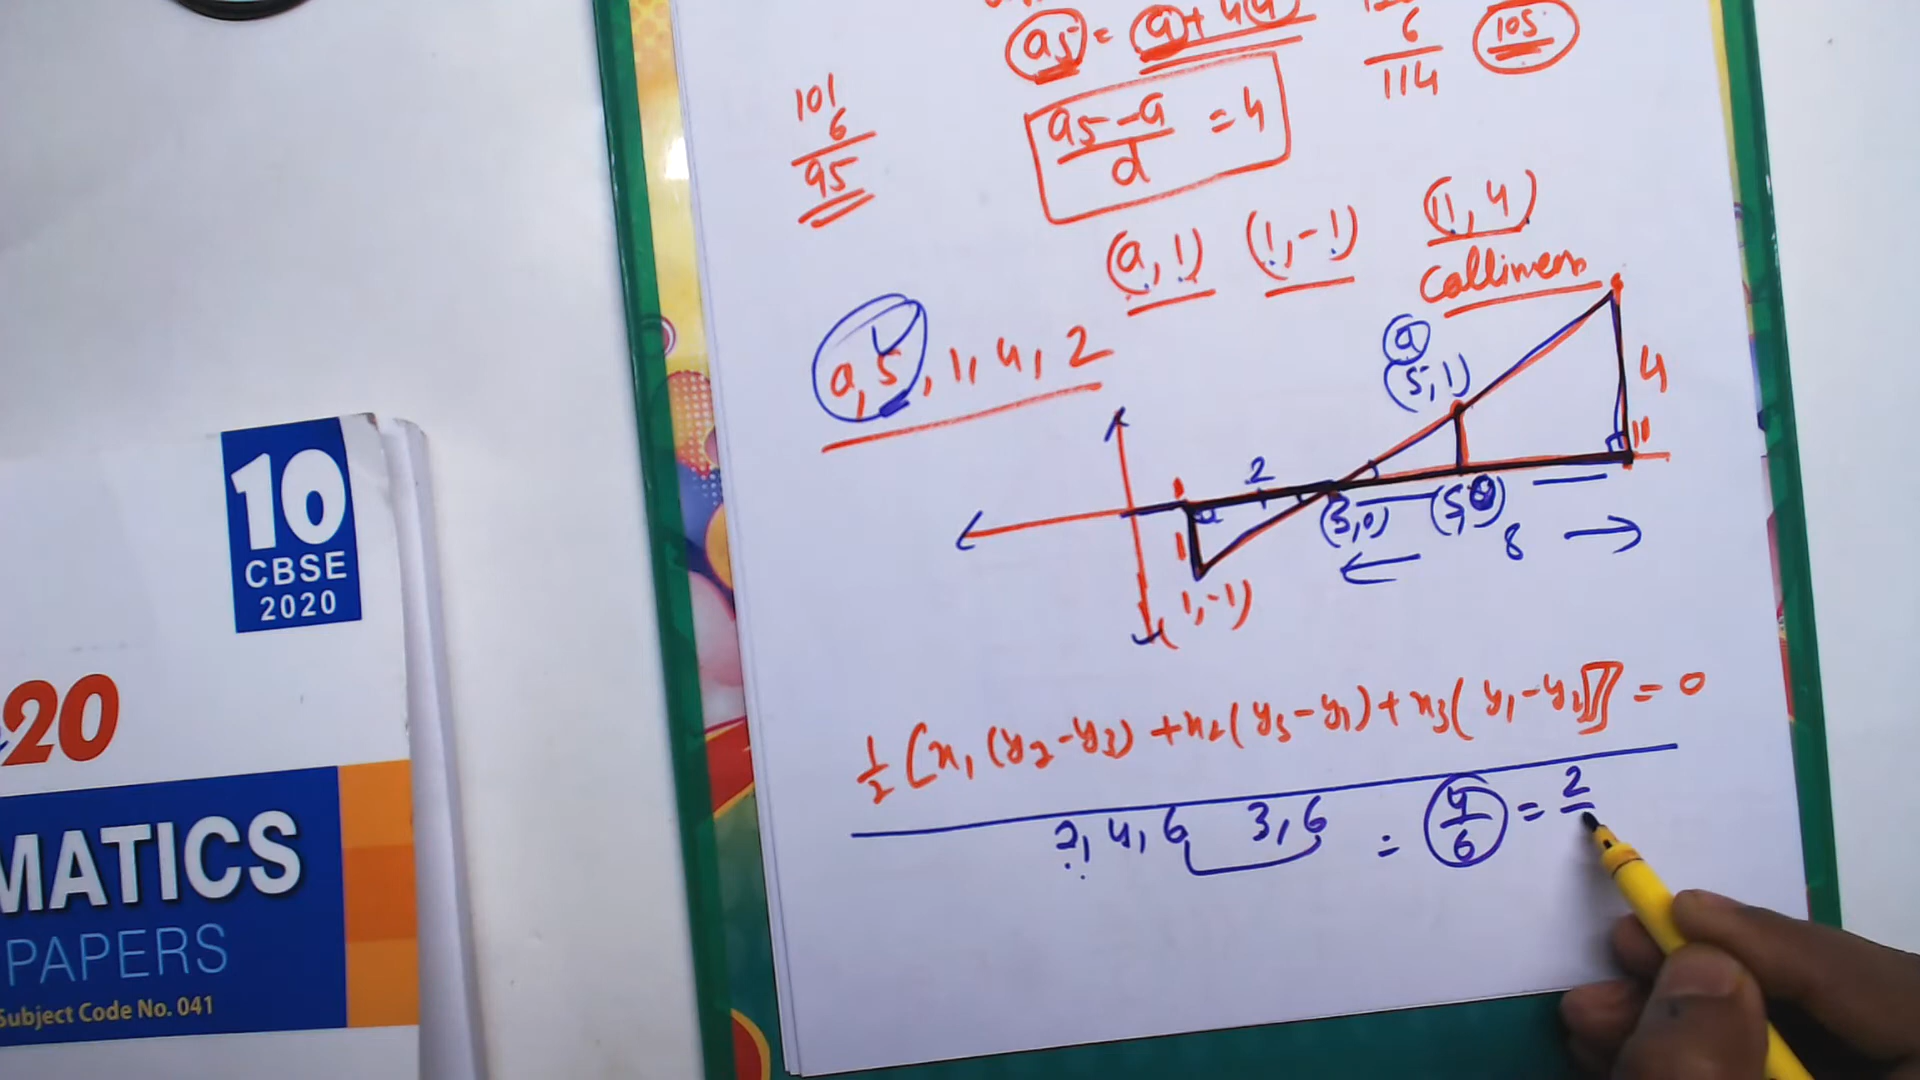 a5 = a + 4d
6
114
105
101
6
95
a5 - a
d
= 4
(a, 1) (1, -1) (11, 4)
Collinear
a, 5, 1, 4, 2
a
(5, 1)
4
2
11
1
(3, 0) (5, 0)
8
(1, -1)
1/2 [x1 (y2 - y3) + x2 (y3 - y1) + x3 (y1 - y2)] = 0
2, 4, 6 3, 6 = 4/6 = 2
10
CBSE
2020
20
MATICS
PAPERS
Subject Code No. 041